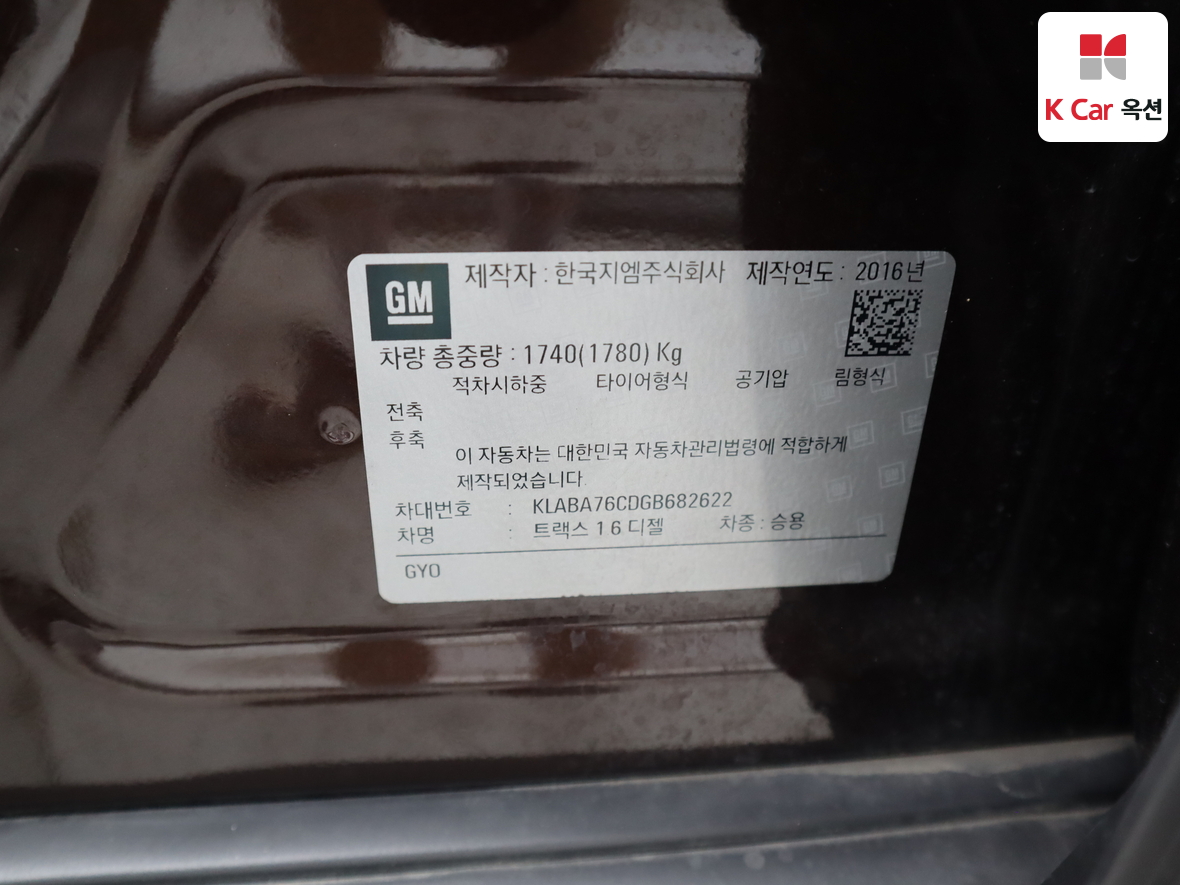 K Car 옥션
GM
제작자 : 한국지엠주식회사 제작연도 : 2016년
차량 총중량 : 1740(1780) Kg
적차시하중 타이어형식 공기압 림형식
전축
후축
이 자동차는 대한민국 자동차관리법령에 적합하게
제작되었습니다.
차대번호 : KLABA76CDGB682622
차명 : 트랙스 1 6 디젤 차종 : 승용
GYO